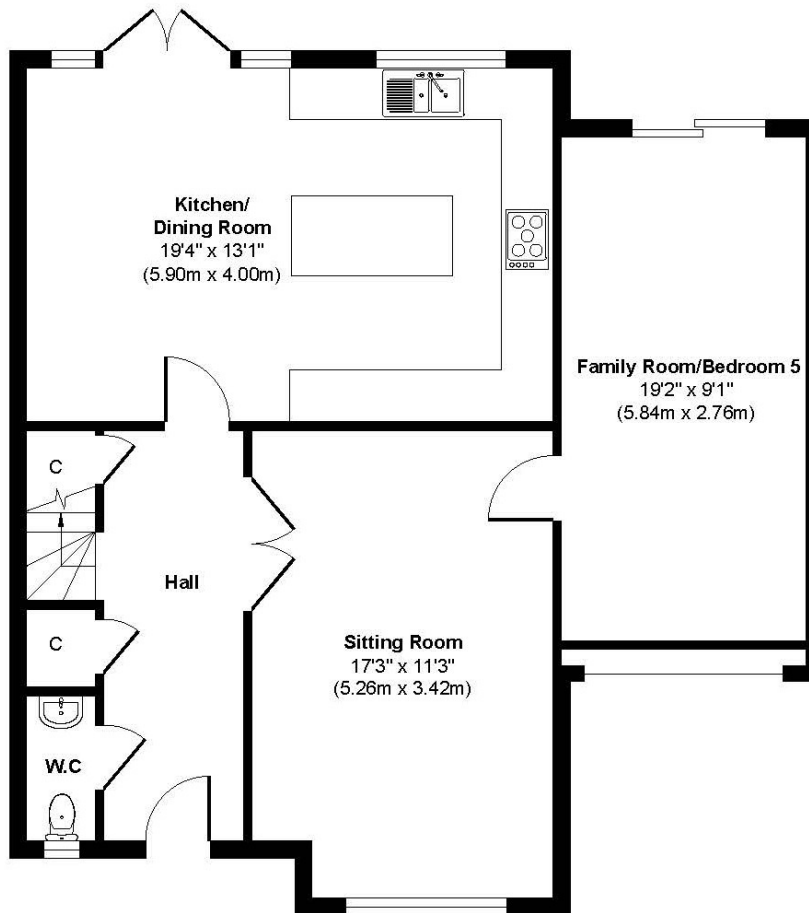 Kitchen/
Dining Room
19'4" x 13'1"
(5.90m x 4.00m)
Family Room/Bedroom 5
19'2" x 9'1"
(5.84m x 2.76m)
C
Hall
C
Sitting Room
17'3" x 11'3"
(5.26m x 3.42m)
W.C